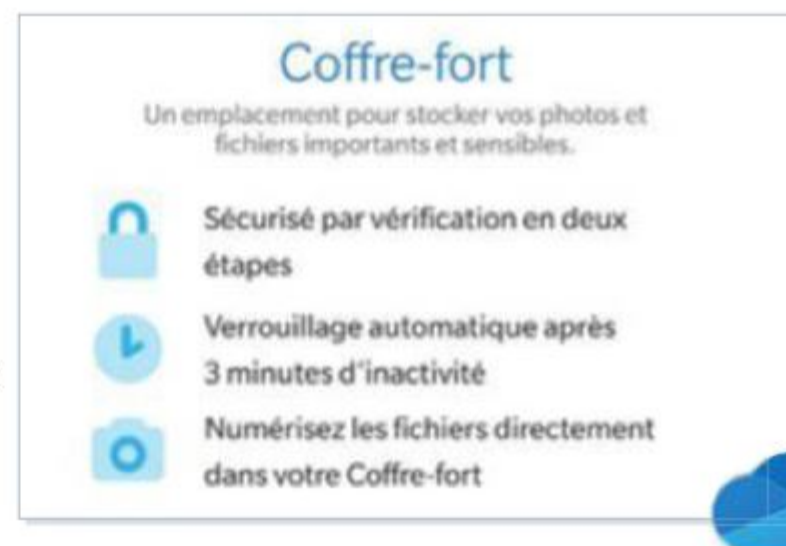 Coffre-fort
Un emplacement pour stocker vos photos et
fichiers importants et sensibles.
Sécurisé par vérification en deux
étapes
Verrouillage automatique après
3 minutes d'inactivité
Numérisez les fichiers directement
dans votre Coffre-fort